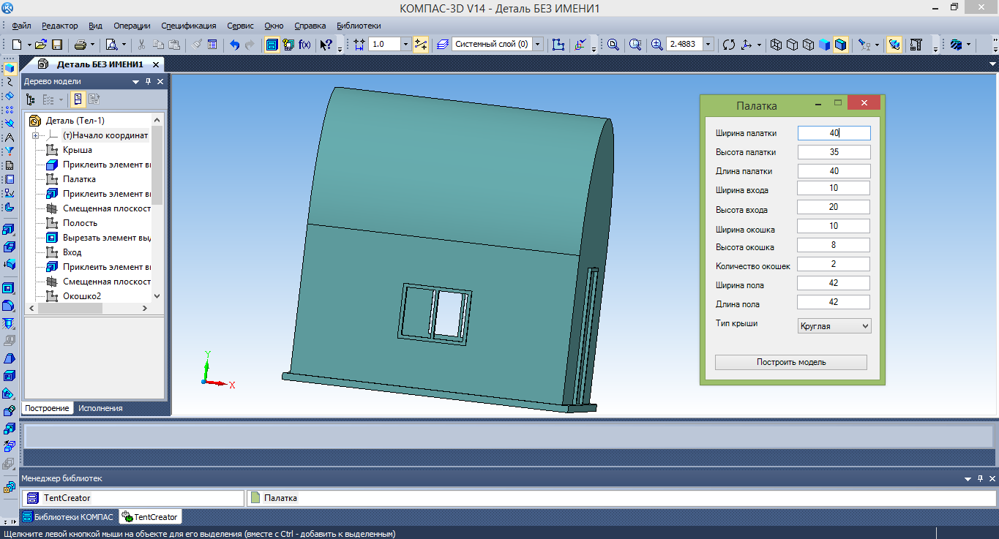 КОМПАС-3D V14 - Деталь БЕЗ ИМЕНИ1
Файл Редактор Вид Операции Спецификация Сервис Окно Справка Библиотеки
1.0 Системный слой (0) 2.4883
f(x)
Деталь БЕЗ ИМЕНИ1
Дерево модели
Деталь (Тел-1)
(т)Начало координат
Крыша
Приклеить элемент вы
Палатка
Приклеить элемент вы
Смещенная плоскост
Полость
Вырезать элемент выд
Вход
Приклеить элемент вы
Смещенная плоскост
Окошко2
Построение Исполнения
Y
X
Палатка
Ширина палатки 40
Высота палатки 35
Длина палатки 40
Ширина входа 10
Высота входа 20
Ширина окошка 10
Высота окошка 8
Количество окошек 2
Ширина пола 42
Длина пола 42
Тип крыши Круглая
Построить модель
Менеджер библиотек
TentCreator Палатка
Библиотеки КОМПАС TentCreator
Щелкните левой кнопкой мыши на объекте для его выделения (вместе с Ctrl - добавить к выделенным)